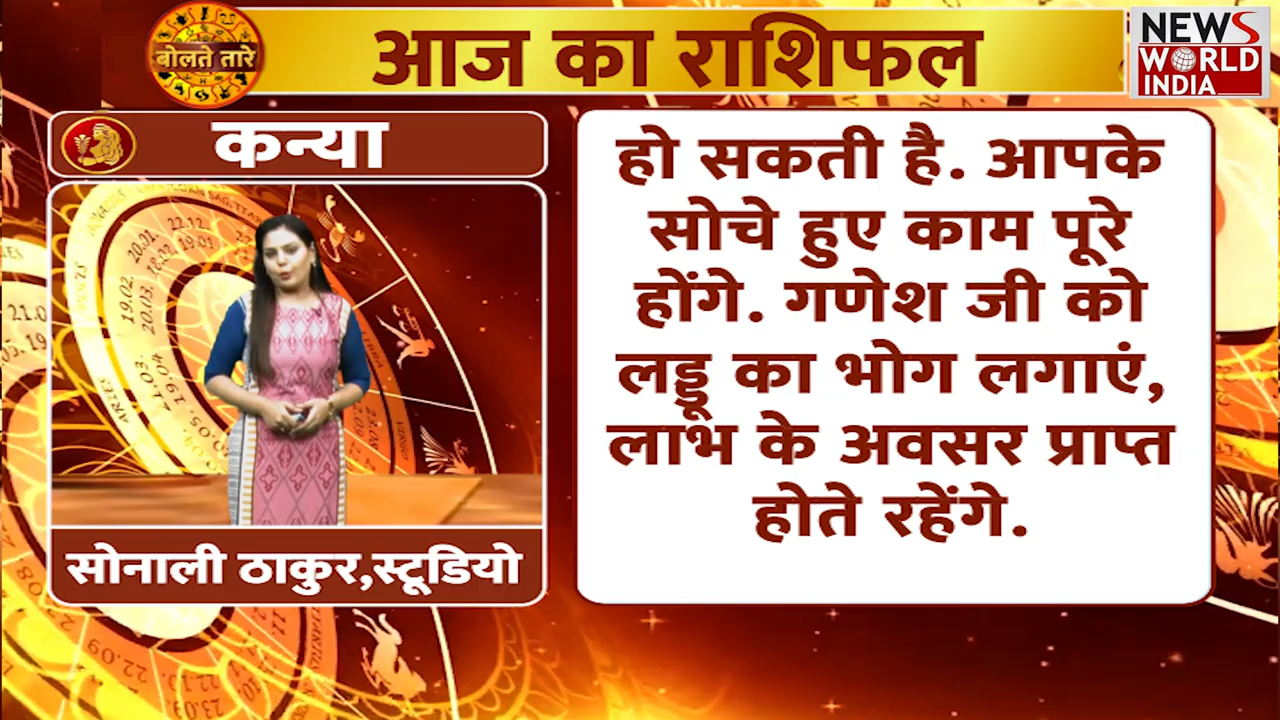 बोलते तारे
आज का राशिफल
NEWS
WORLD
INDIA
कन्या
हो सकती है. आपके
सोचे हुए काम पूरे
होंगे. गणेश जी को
लड्डू का भोग लगाएं,
लाभ के अवसर प्राप्त
होते रहेंगे.
सोनाली ठाकुर,स्टूडियो